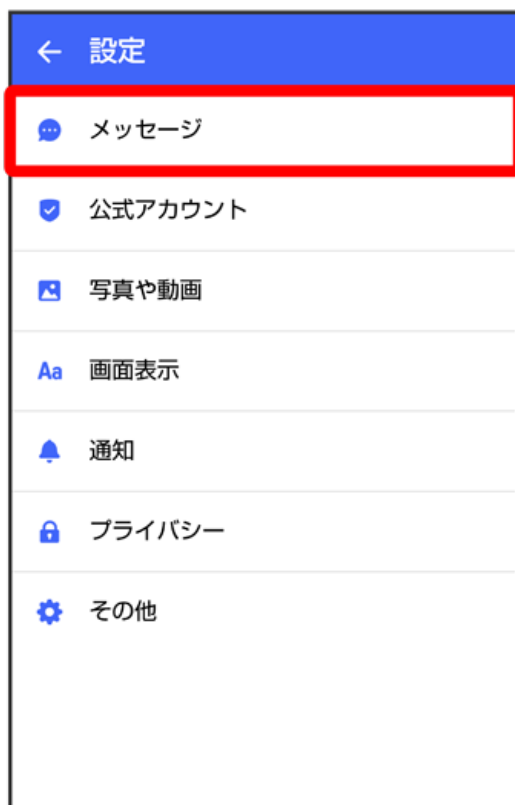 設定
メッセージ
公式アカウント
写真や動画
Aa 画面表示
通知
プライバシー
その他